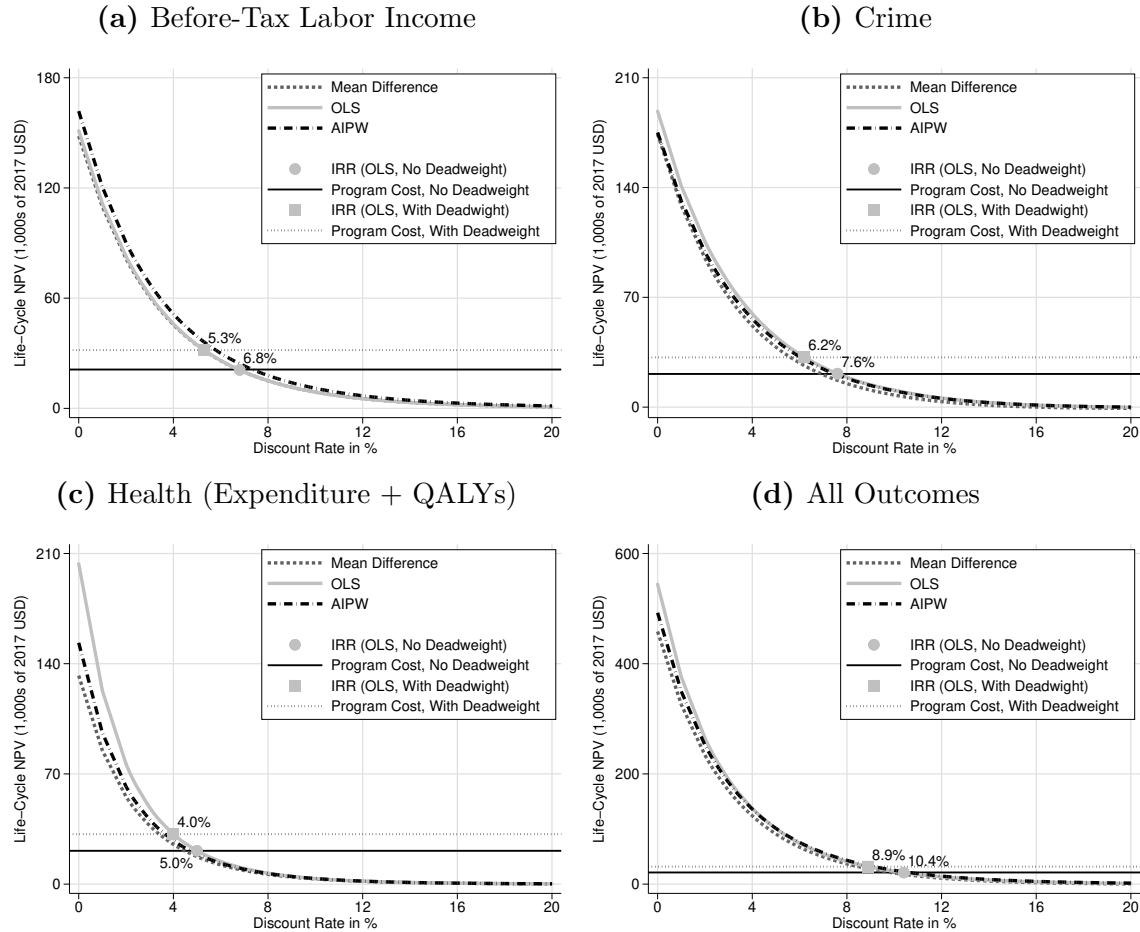 (a) Before-Tax Labor Income
Life-Cycle NPV (1,000s of 2017 USD)
180
120
60
0
Mean Difference
OLS
AIPW
IRR (OLS, No Deadweight)
Program Cost, No Deadweight
IRR (OLS, With Deadwight)
Program Cost, With Deadweight
5.3%
6.8%
0 4 8 12 16 20
Discount Rate in %
(b) Crime
Life-Cycle NPV (1,000s of 2017 USD)
210
140
70
0
Mean Difference
OLS
AIPW
IRR (OLS, No Deadweight)
Program Cost, No Deadweight
IRR (OLS, With Deadwight)
Program Cost, With Deadweight
6.2%
7.6%
0 4 8 12 16 20
Discount Rate in %
(c) Health (Expenditure + QALYs)
Life-Cycle NPV (1,000s of 2017 USD)
210
140
70
0
Mean Difference
OLS
AIPW
IRR (OLS, No Deadweight)
Program Cost, No Deadweight
IRR (OLS, With Deadwight)
Program Cost, With Deadweight
4.0%
5.0%
0 4 8 12 16 20
Discount Rate in %
(d) All Outcomes
Life-Cycle NPV (1,000s of 2017 USD)
600
400
200
0
Mean Difference
OLS
AIPW
IRR (OLS, No Deadweight)
Program Cost, No Deadweight
IRR (OLS, With Deadwight)
Program Cost, With Deadweight
8.9%
10.4%
0 4 8 12 16 20
Discount Rate in %